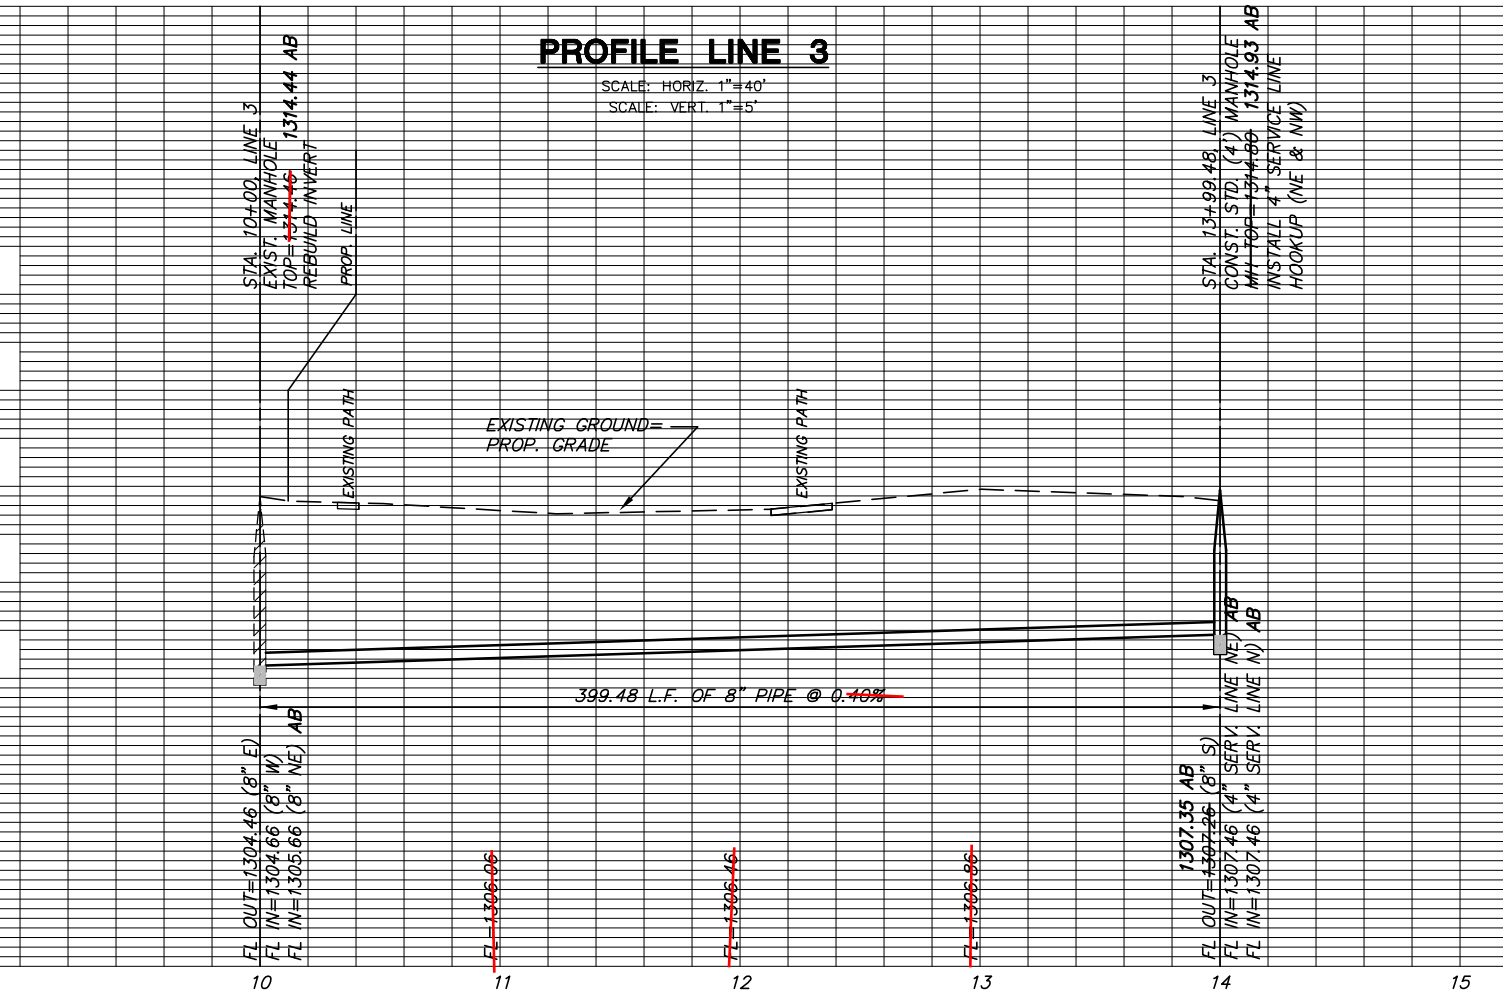 PROFILE LINE 3
SCALE: HORIZ. 1"=40'
SCALE: VERT. 1"=5'
STA. 10+00, LINE 3
EXIST. MANHOLE
TOP=1314.46 1314.44 AB
REBUILD INVERT
PROP. LINE
STA. 13+99.48, LINE 3
CONST. STD. (4') MANHOLE
MH TOP=1314.80 1314.93 AB
INSTALL 4" SERVICE LINE
HOOKUP (NE & NW)
EXISTING PATH
EXISTING GROUND=
PROP. GRADE
EXISTING PATH
399.48 L.F. OF 8" PIPE @ 0.40%
FL OUT=1304.46 (8" E)
FL IN=1304.66 (8" W)
FL IN=1305.66 (8" NE) AB
FL=1306.06
FL=1306.46
FL=1306.86
1307.35 AB
FL OUT=1307.26 (8" S)
FL IN=1307.46 (4" SERV. LINE NE) AB
FL IN=1307.46 (4" SERV. LINE N) AB
10 11 12 13 14 15